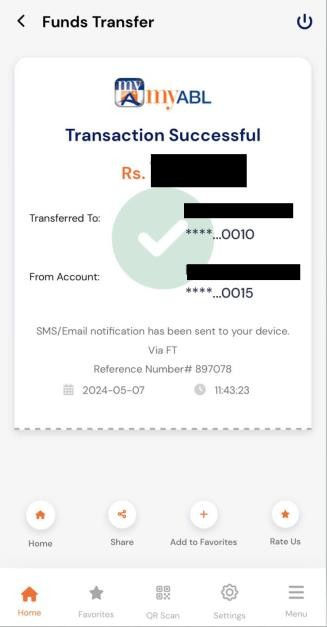 Funds Transfer
myABL
Transaction Successful
Rs.
Transferred To:
****...0010
From Account:
****...0015
SMS/Email notification has been sent to your device.
Via FT
Reference Number# 897078
2024-05-07 11:43:23
Home Share Add to Favorites Rate Us
Home Favorites QR Scan Settings Menu